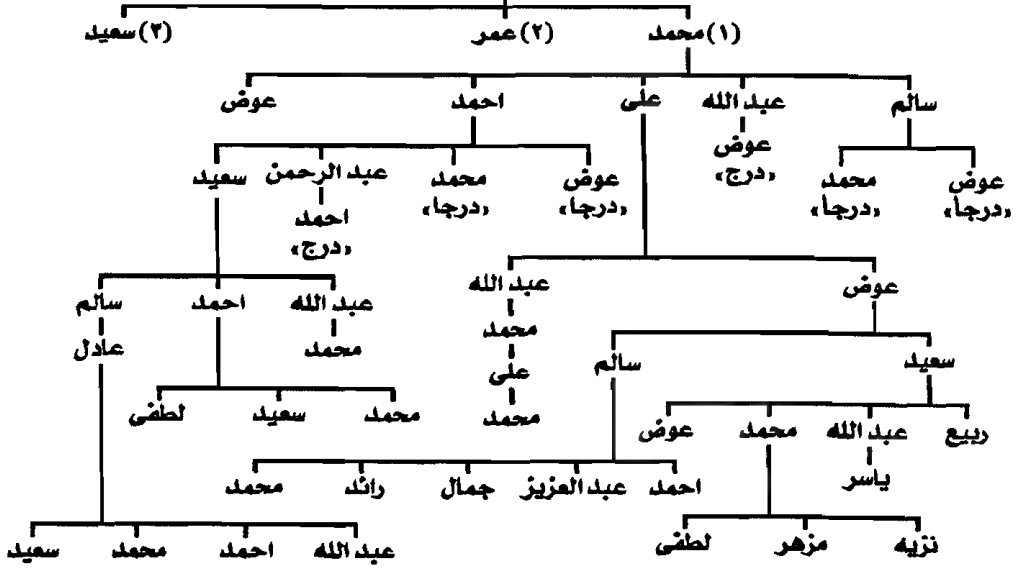 (١) محمد (٢) عمر (٣) سعيد
سالم عبد الله على احمد عوض
عوض محمد عوض عوض محمد عبد الرحمن سعيد
«درجا» «درجا» «درج» «درجا» «درجا» احمد
«درج»
عوض عبد الله عبد الله احمد سالم
محمد محمد عادل
سعيد سالم على
ربيع عبد الله محمد عوض محمد محمد سعيد لطفى
ياسر
احمد عبد العزيز جمال رائد محمد
نزيه مزهر لطفى عبد الله احمد محمد سعيد